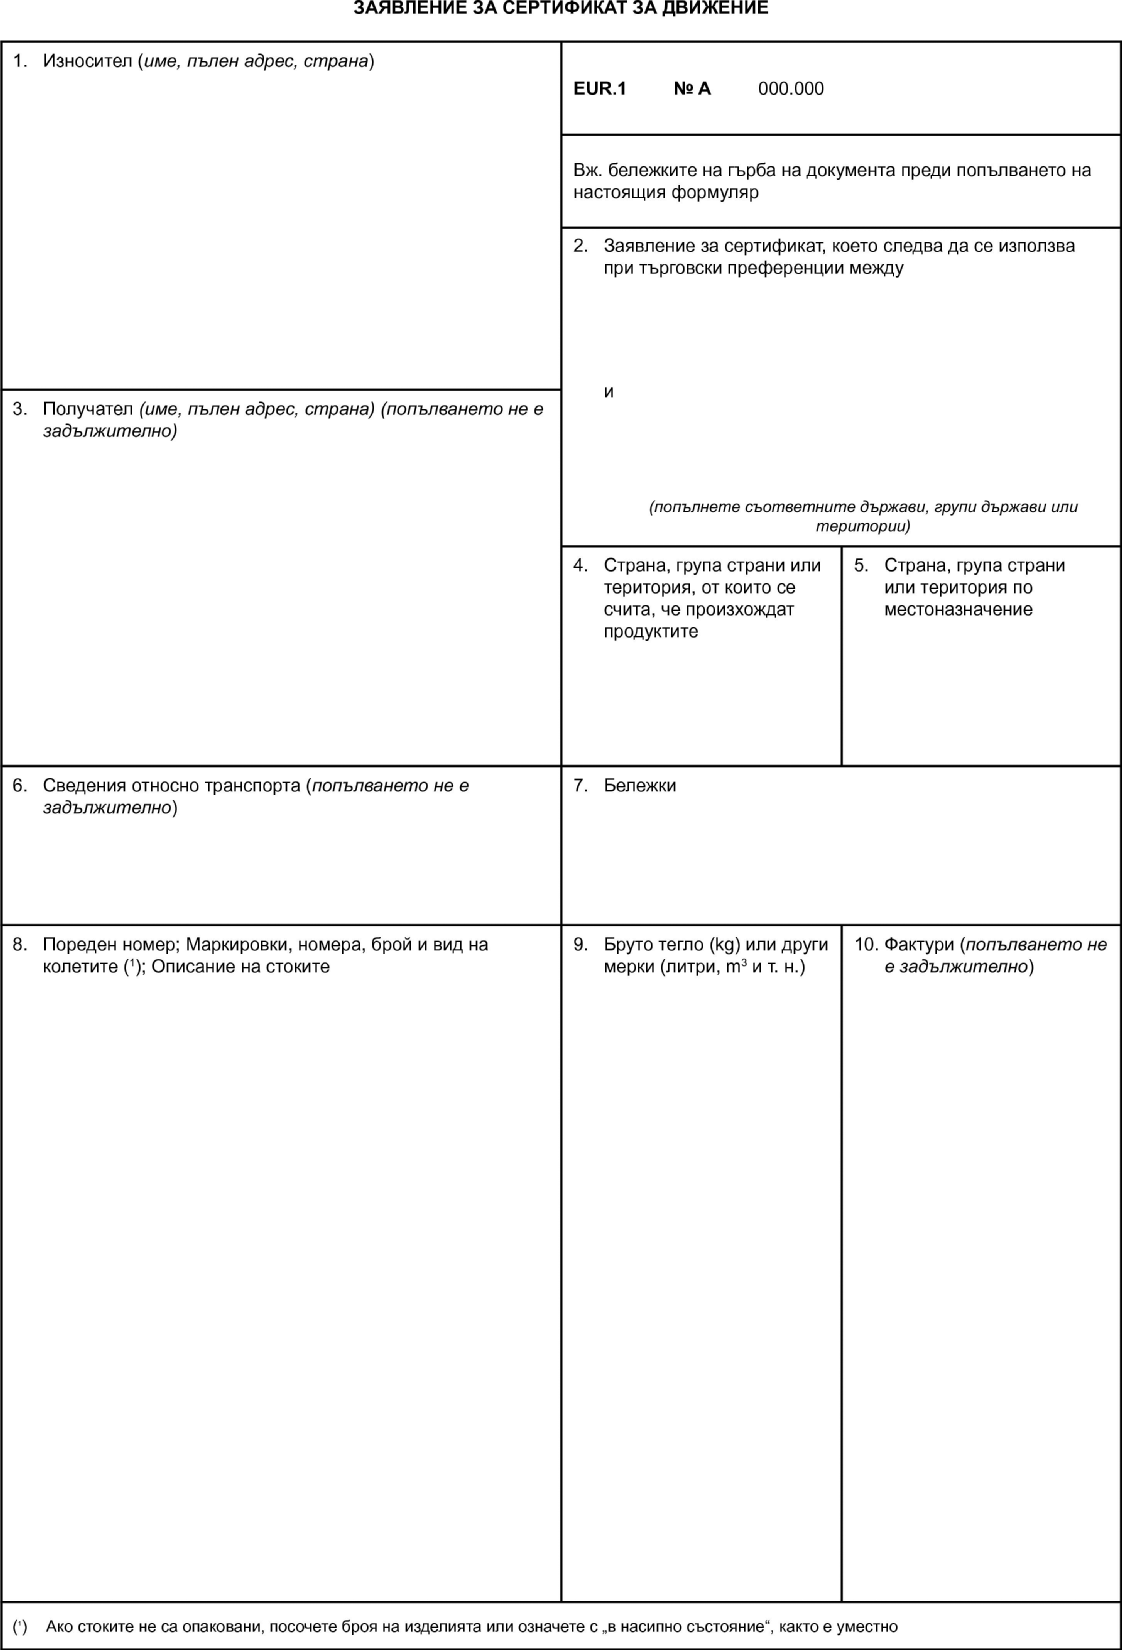 ЗАЯВЛЕНИЕ ЗА СЕРТИФИКАТ ЗА ДВИЖЕНИЕ
1. Износител (име, пълен адрес, страна)
EUR.1 № A 000.000
Вж. бележките на гърба на документа преди попълването на
настоящия формуляр
2. Заявление за сертификат, което следва да се използва
при търговски преференции между
и
(попълнете съответните държави, групи държави или
територии)
3. Получател (име, пълен адрес, страна) (попълването не е
задължително)
4. Страна, група страни или
територия, от които се
счита, че произхождат
продуктите
5. Страна, група страни
или територия по
местоназначение
6. Сведения относно транспорта (попълването не е
задължително)
7. Бележки
8. Пореден номер; Маркировки, номера, брой и вид на
колетите (¹); Описание на стоките
9. Бруто тегло (kg) или други
мерки (литри, m³ и т. н.)
10. Фактури (попълването не
е задължително)
(¹) Ако стоките не са опаковани, посочете броя на изделията или означете с „в насипно състояние“, както е уместно